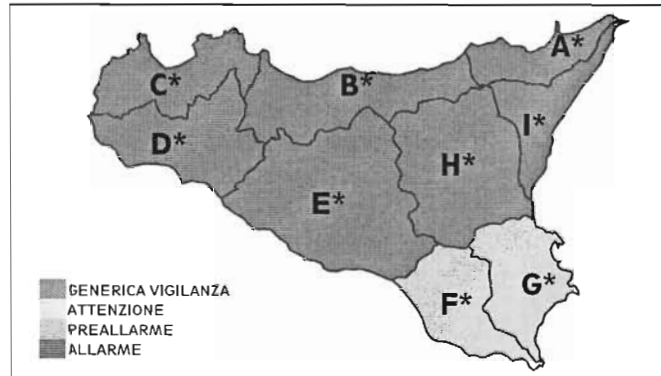 A*
C*
B*
I*
D*
H*
E*
G*
F*
GENERICA VIGILANZA
ATTENZIONE
PREALLARME
ALLARME